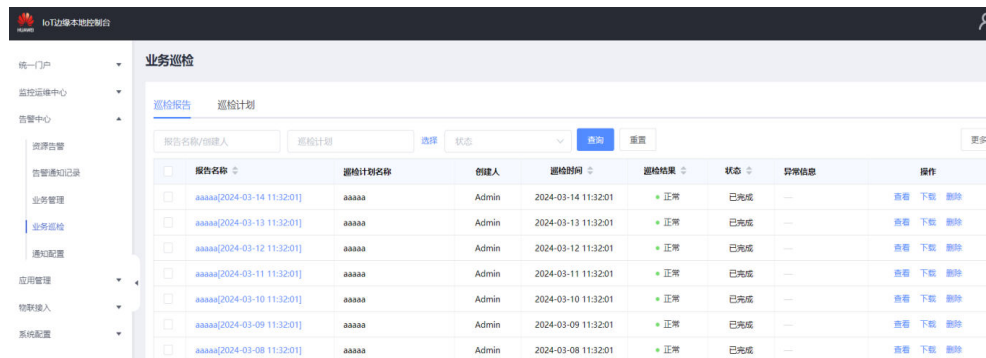 HUAWEI IoT边缘本地控制台
统一门户
监控运维中心
告警中心
资源告警
告警通知记录
业务管理
业务巡检
通知配置
应用管理
物联接入
系统配置
业务巡检
巡检报告 巡检计划
报告名称/创建人 巡检计划 选择 状态 查询 重置 更多
报告名称 巡检计划名称 创建人 巡检时间 巡检结果 状态 异常信息 操作
aaaaa[2024-03-14 11:32:01] aaaaa Admin 2024-03-14 11:32:01 正常 已完成 — 查看 下载 删除
aaaaa[2024-03-13 11:32:01] aaaaa Admin 2024-03-13 11:32:01 正常 已完成 — 查看 下载 删除
aaaaa[2024-03-12 11:32:01] aaaaa Admin 2024-03-12 11:32:01 正常 已完成 — 查看 下载 删除
aaaaa[2024-03-11 11:32:01] aaaaa Admin 2024-03-11 11:32:01 正常 已完成 — 查看 下载 删除
aaaaa[2024-03-10 11:32:01] aaaaa Admin 2024-03-10 11:32:01 正常 已完成 — 查看 下载 删除
aaaaa[2024-03-09 11:32:01] aaaaa Admin 2024-03-09 11:32:01 正常 已完成 — 查看 下载 删除
aaaaa[2024-03-08 11:32:01] aaaaa Admin 2024-03-08 11:32:01 正常 已完成 — 查看 下载 删除